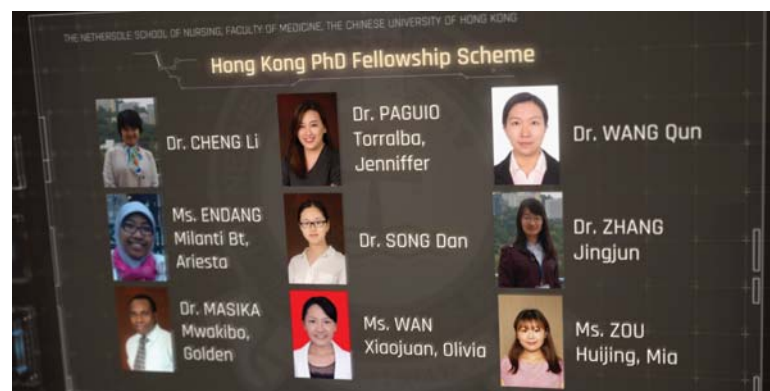 THE NETHERSOLE SCHOOL OF NURSING, FACULTY OF MEDICINE, THE CHINESE UNIVERSITY OF HONG KONG
Hong Kong PhD Fellowship Scheme
Dr. CHENG Li
Dr. PAGUIO
Torralba,
Jenniffer
Dr. WANG Qun
Ms. ENDANG
Milanti Bt,
Ariesta
Dr. SONG Dan
Dr. ZHANG
Jingjun
Dr. MASIKA
Mwakibo,
Golden
Ms. WAN
Xiaojuan, Olivia
Ms. ZOU
Huijing, Mia